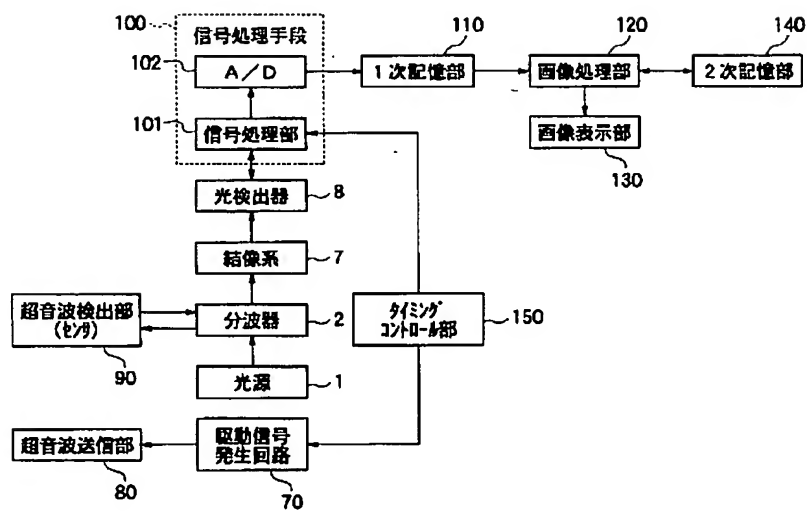 100
信号処理手段
102
A/D
101
信号処理部
110
1次記憶部
120
画像処理部
140
2次記憶部
画像表示部
130
光検出器
8
結像系
7
超音波検出部
(センサ)
90
分波器
2
光源
1
タイミング
コントロール部
150
超音波送信部
80
駆動信号
発生回路
70